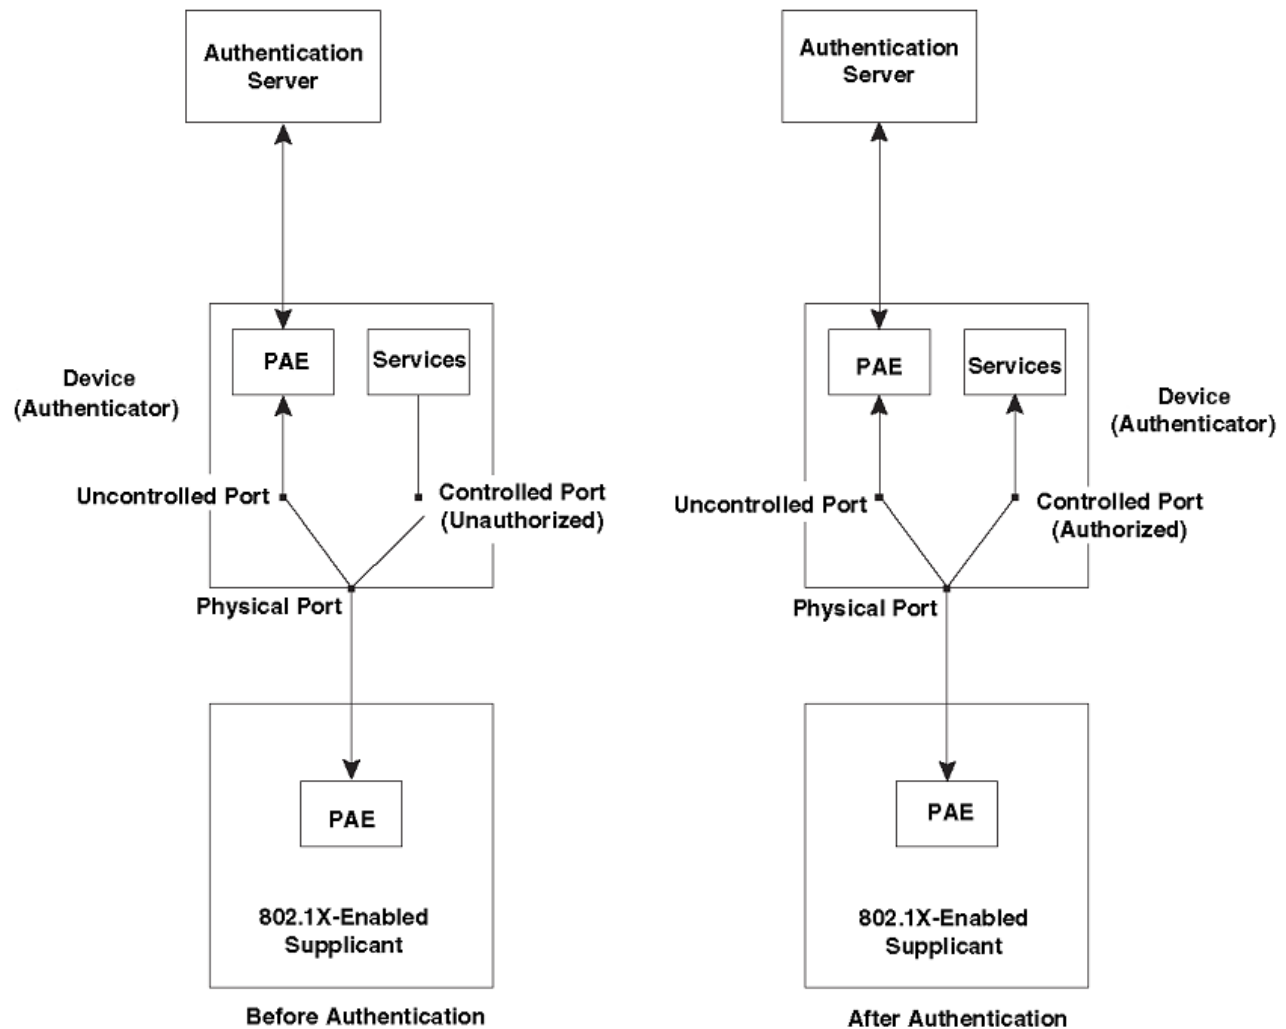 Authentication
Server
PAE
Services
Device
(Authenticator)
Uncontrolled Port
Controlled Port
(Unauthorized)
Physical Port
PAE
802.1X-Enabled
Supplicant
Before Authentication
Authentication
Server
PAE
Services
Device
(Authenticator)
Uncontrolled Port
Controlled Port
(Authorized)
Physical Port
PAE
802.1X-Enabled
Supplicant
After Authentication